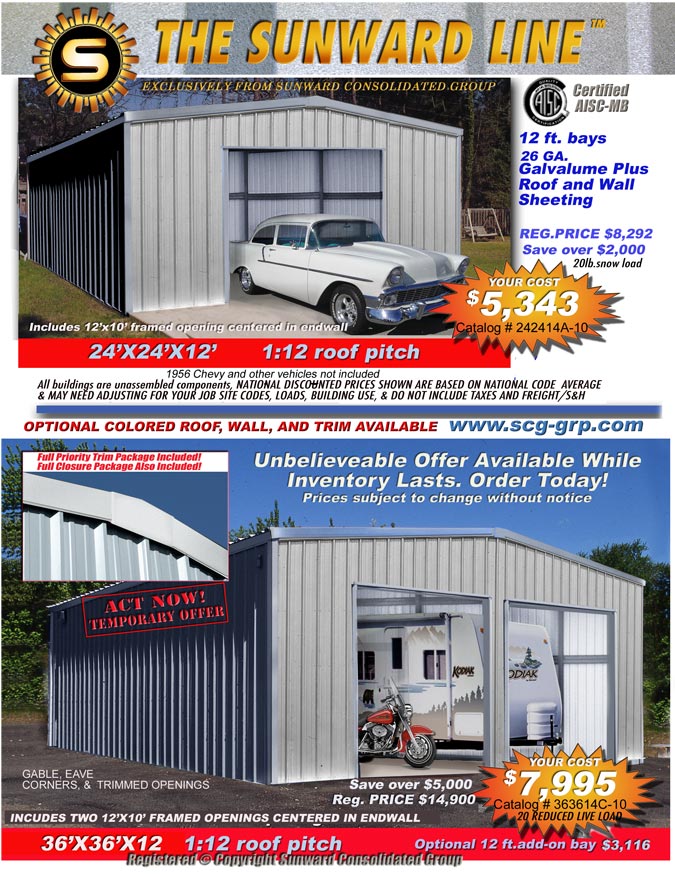 S
THE SUNWARD LINE™
EXCLUSIVELY FROM SUNWARD CONSOLIDATED GROUP
AISC
Certified
AISC-MB
12 ft. bays
26 GA.
Galvalume Plus
Roof and Wall
Sheeting
REG.PRICE $8,292
Save over $2,000
20lb.snow load
YOUR COST
$5,343
Catalog # 242414A-10
Includes 12'x10' framed opening centered in endwall
24'X24'X12' 1:12 roof pitch
1956 Chevy and other vehicles not included
All buildings are unassembled components, NATIONAL DISCOUNTED PRICES SHOWN ARE BASED ON NATIONAL CODE AVERAGE
& MAY NEED ADJUSTING FOR YOUR JOB SITE CODES, LOADS, BUILDING USE, & DO NOT INCLUDE TAXES AND FREIGHT/S&H
OPTIONAL COLORED ROOF, WALL, AND TRIM AVAILABLE www.scg-grp.com
Full Priority Trim Package Included!
Full Closure Package Also Included!
Unbelieveable Offer Available While
Inventory Lasts. Order Today!
Prices subject to change without notice
ACT NOW!
TEMPORARY OFFER
KODIAK
KODIAK
GABLE, EAVE
CORNERS, & TRIMMED OPENINGS
Save over $5,000
Reg. PRICE $14,900
YOUR COST
$7,995
Catalog # 363614C-10
20 REDUCED LIVE LOAD
INCUDES TWO 12'X10' FRAMED OPENINGS CENTERED IN ENDWALL
36'X36'X12 1:12 roof pitch Optional 12 ft.add-on bay $3,116
Registered © Copyright Sunward Consolidated Group